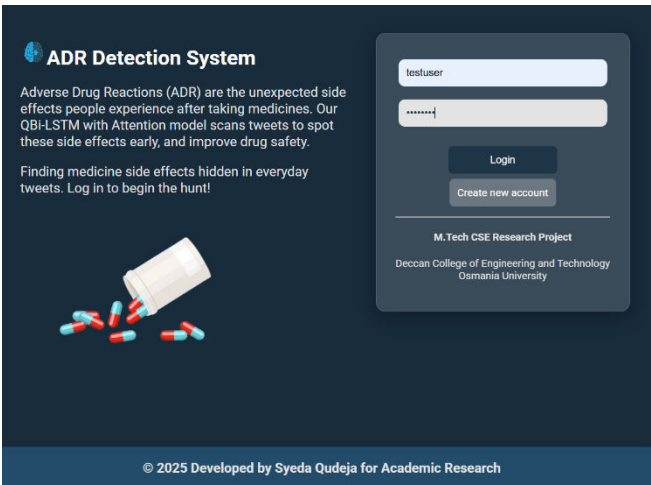 ADR Detection System
Adverse Drug Reactions (ADR) are the unexpected side
effects people experience after taking medicines. Our
QBi-LSTM with Attention model scans tweets to spot
these side effects early, and improve drug safety.
Finding medicine side effects hidden in everyday
tweets. Log in to begin the hunt!
testuser
••••••••
Login
Create new account
M.Tech CSE Research Project
Deccan College of Engineering and Technology
Osmania University
© 2025 Developed by Syeda Qudeja for Academic Research